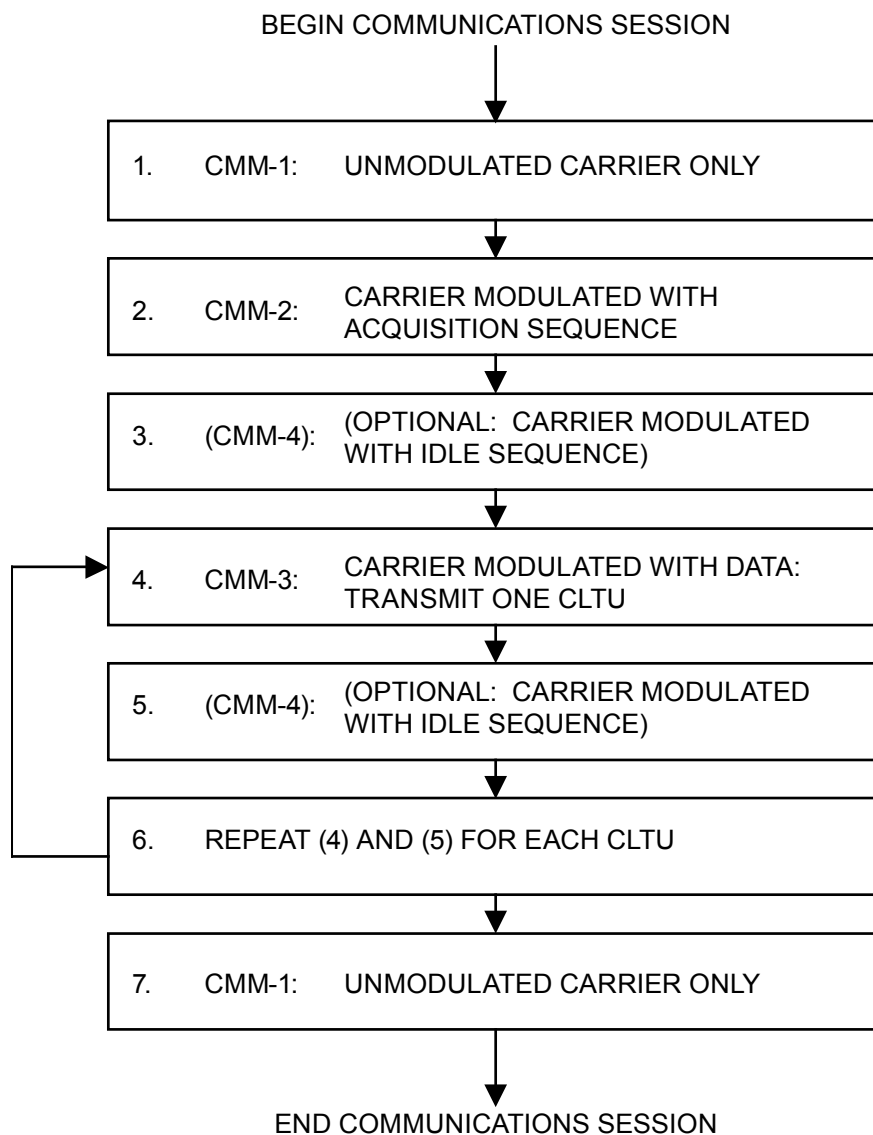 BEGIN COMMUNICATIONS SESSION
1. CMM-1: UNMODULATED CARRIER ONLY
2. CMM-2: CARRIER MODULATED WITH
ACQUISITION SEQUENCE
3. (CMM-4): (OPTIONAL: CARRIER MODULATED
WITH IDLE SEQUENCE)
4. CMM-3: CARRIER MODULATED WITH DATA:
TRANSMIT ONE CLTU
5. (CMM-4): (OPTIONAL: CARRIER MODULATED
WITH IDLE SEQUENCE)
6. REPEAT (4) AND (5) FOR EACH CLTU
7. CMM-1: UNMODULATED CARRIER ONLY
END COMMUNICATIONS SESSION